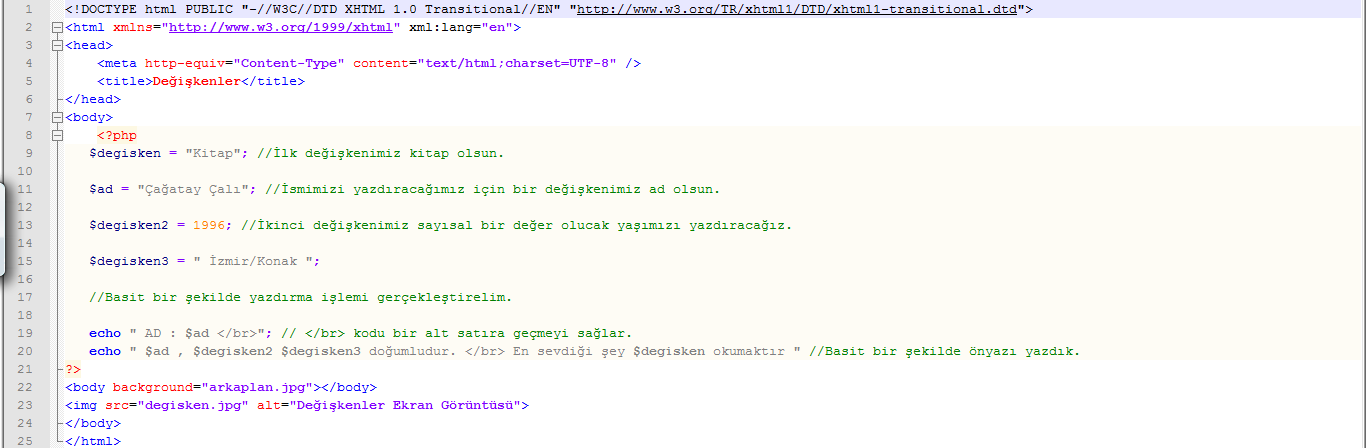 1 <!DOCTYPE html PUBLIC "-//W3C//DTD XHTML 1.0 Transitional//EN" "http://www.w3.org/TR/xhtml1/DTD/xhtml1-transitional.dtd">
2 <html xmlns="http://www.w3.org/1999/xhtml" xml:lang="en">
3 <head>
4 <meta http-equiv="Content-Type" content="text/html;charset=UTF-8" />
5 <title>Değişkenler</title>
6 </head>
7 <body>
8 <?php
9 $degisken = "Kitap"; //İlk değişkenimiz kitap olsun.
10
11 $ad = "Çağatay Çalı"; //İsmimizi yazdıracağımız için bir değişkenimiz ad olsun.
12
13 $degisken2 = 1996; //İkinci değişkenimiz sayısal bir değer olucak yaşımızı yazdıracağız.
14
15 $degisken3 = " İzmir/Konak ";
16
17 //Basit bir şekilde yazdırma işlemi gerçekleştirelim.
18
19 echo " AD : $ad </br>"; // </br> kodu bir alt satıra geçmeyi sağlar.
20 echo " $ad , $degisken2 $degisken3 doğumludur. </br> En sevdiği şey $degisken okumaktır " //Basit bir şekilde önyazı yazdık.
21 ?>
22 <body background="arkaplan.jpg"></body>
23 <img src="degisken.jpg" alt="Değişkenler Ekran Görüntüsü">
24 </body>
25 </html>